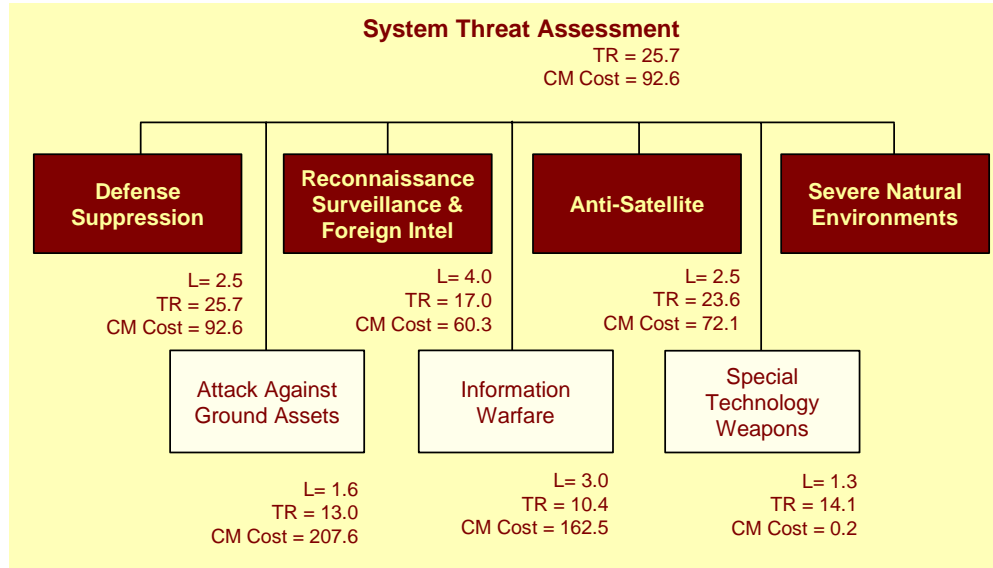 System Threat Assessment
TR = 25.7
CM Cost = 92.6
Defense
Suppression
Reconnaissance
Surveillance &
Foreign Intel
Anti-Satellite
Severe Natural
Environments
L= 2.5
TR = 25.7
CM Cost = 92.6
L= 4.0
TR = 17.0
CM Cost = 60.3
L= 2.5
TR = 23.6
CM Cost = 72.1
Attack Against
Ground Assets
Information
Warfare
Special
Technology
Weapons
L= 1.6
TR = 13.0
CM Cost = 207.6
L= 3.0
TR = 10.4
CM Cost = 162.5
L= 1.3
TR = 14.1
CM Cost = 0.2